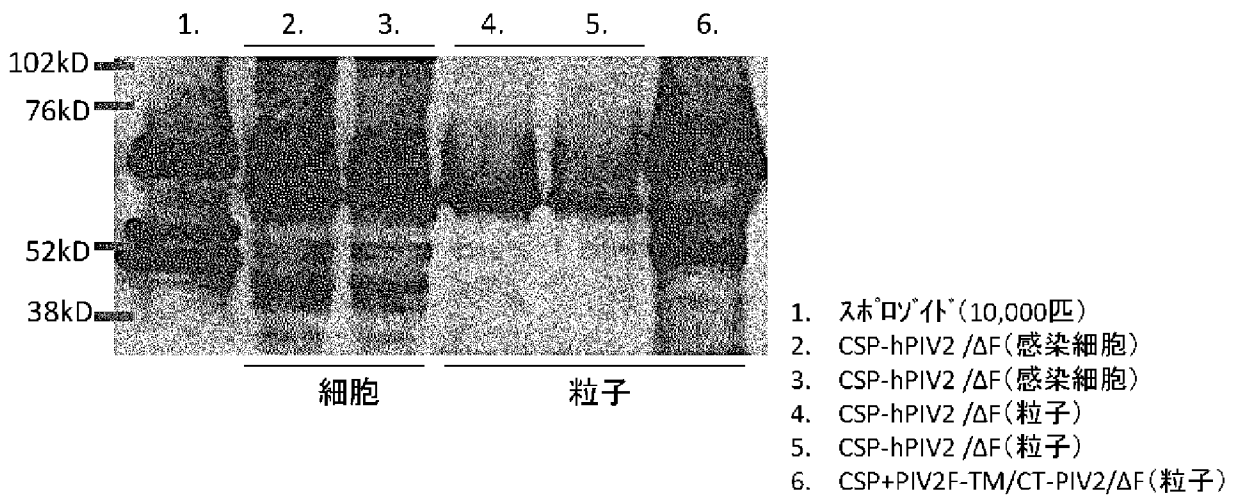 1. 2. 3. 4. 5. 6.
102kD
76kD
52kD
38kD
細胞 粒子
1. ｽﾎﾟﾛｿﾞｲﾄﾞ(10,000匹)
2. CSP-hPIV2 /ΔF(感染細胞)
3. CSP-hPIV2 /ΔF(感染細胞)
4. CSP-hPIV2 /ΔF(粒子)
5. CSP-hPIV2 /ΔF(粒子)
6. CSP+PIV2F-TM/CT-PIV2/ΔF(粒子)